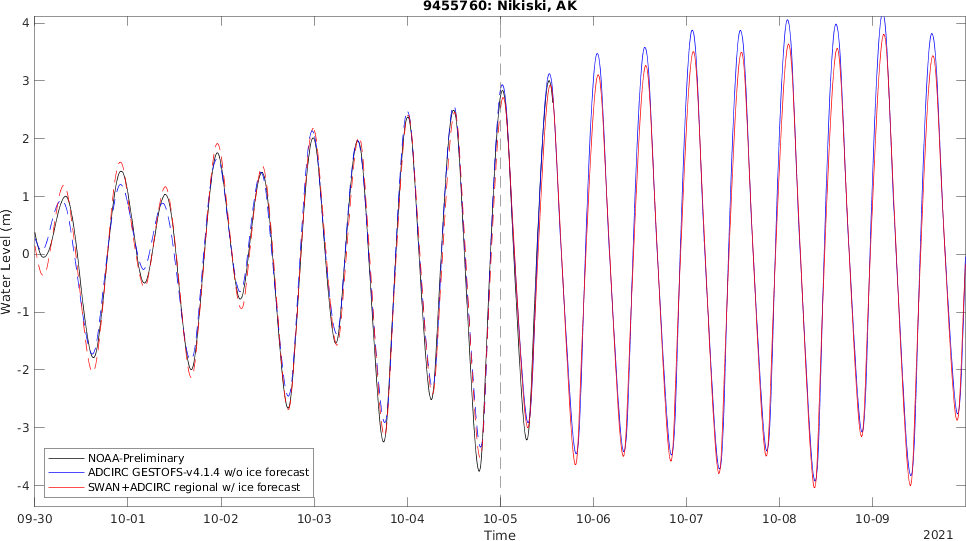 9455760: Nikiski, AK
4
3
2
1
0
-1
-2
-3
-4
Water Level (m)
NOAA-Preliminary
ADCIRC GESTOFS-v4.1.4 w/o ice forecast
SWAN+ADCIRC regional w/ ice forecast
09-30 10-01 10-02 10-03 10-04 10-05 10-06 10-07 10-08 10-09
Time
2021